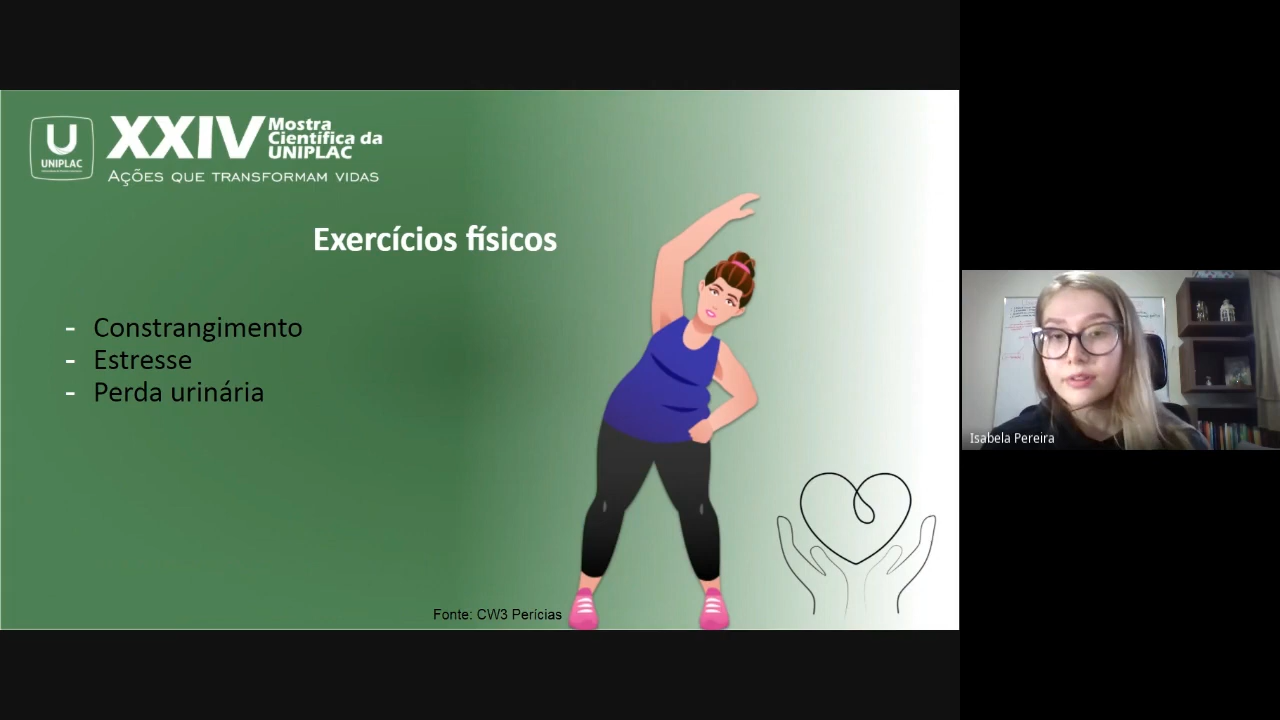 XXIV Mostra
Científica da
UNIPLAC
UNIPLAC
AÇÕES QUE TRANSFORMAM VIDAS
Exercícios físicos
- Constrangimento
- Estresse
- Perda urinária
Fonte: CW3 Perícias
Isabela Pereira